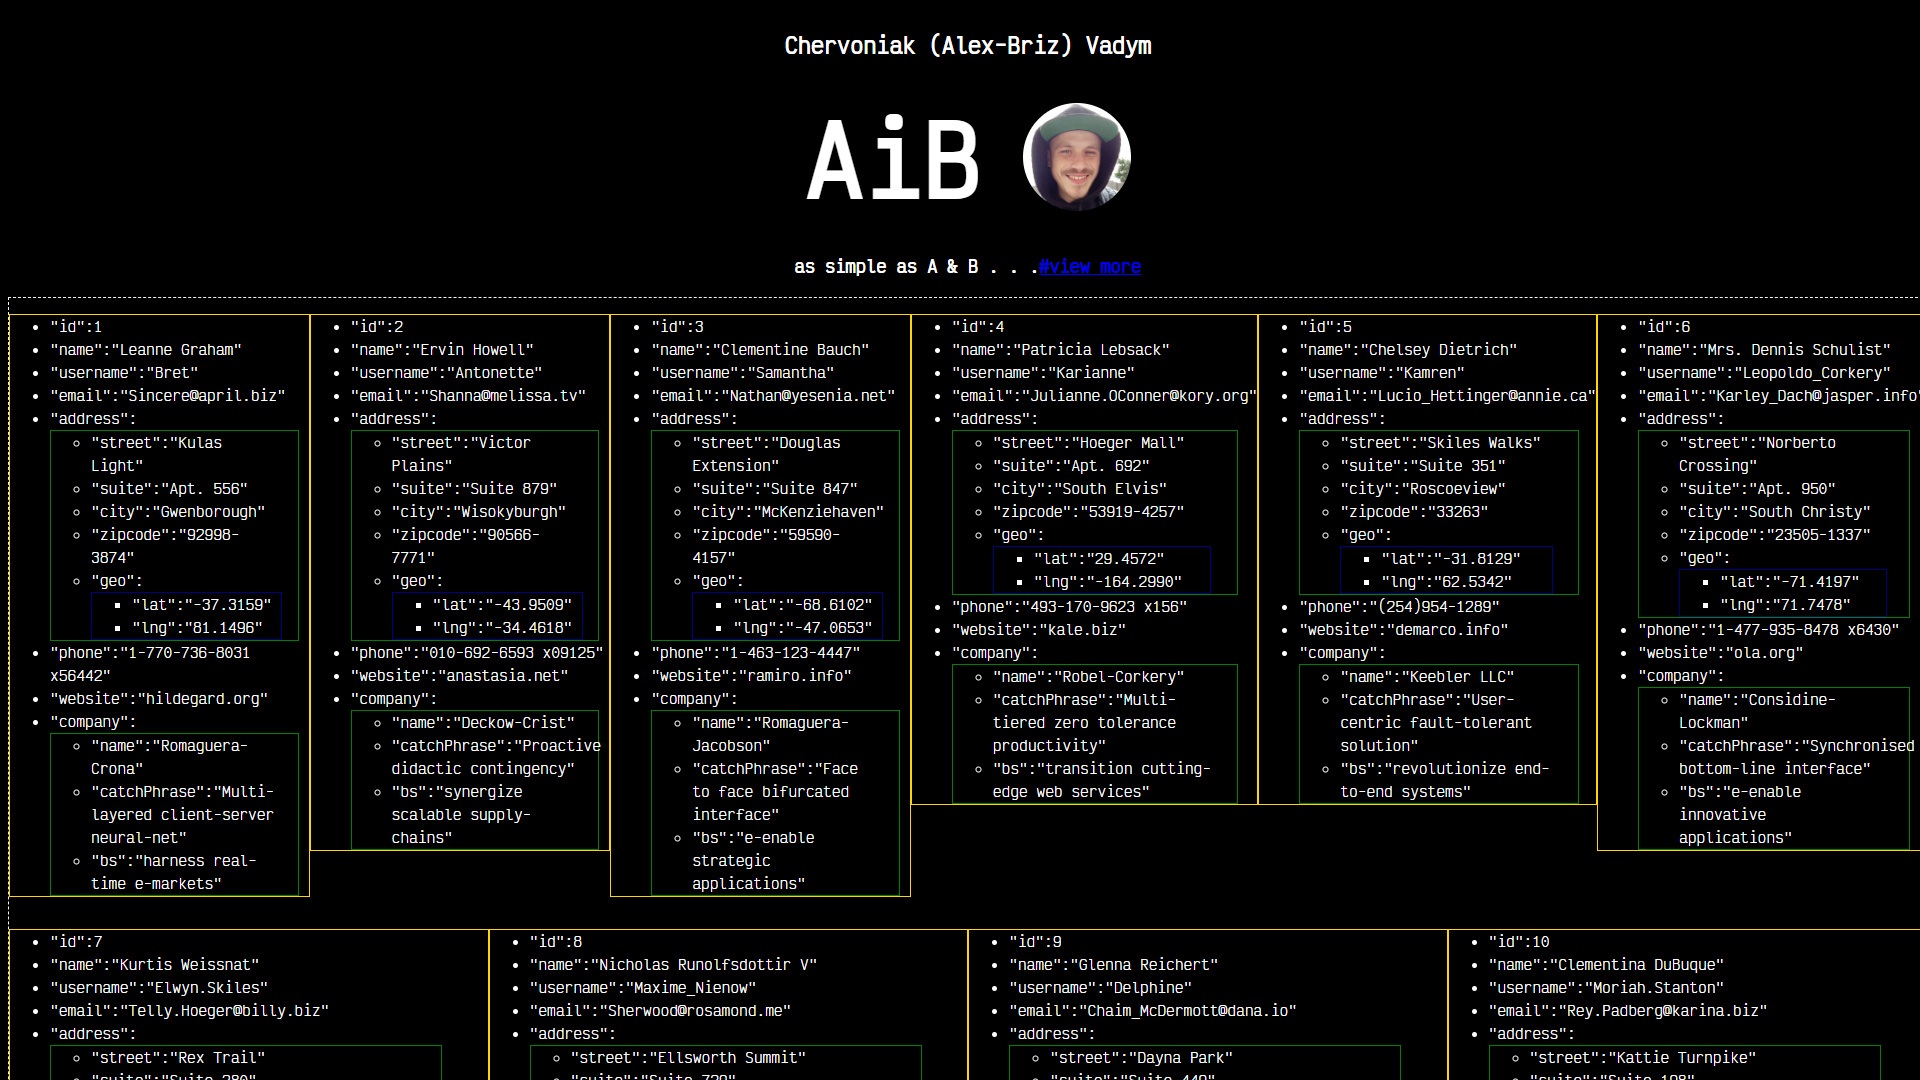 Chervoniak (Alex-Briz) Vadym
AiB
as simple as A & B . . .#view more
"id":1
"name":"Leanne Graham"
"username":"Bret"
"email":"Sincere@april.biz"
"address":
"street":"Kulas
Light"
"suite":"Apt. 556"
"city":"Gwenborough"
"zipcode":"92998-
3874"
"geo":
"lat":"-37.3159"
"lng":"81.1496"
"phone":"1-770-736-8031
x56442"
"website":"hildegard.org"
"company":
"name":"Romaguera-
Crona"
"catchPhrase":"Multi-
layered client-server
neural-net"
"bs":"harness real-
time e-markets"
"id":2
"name":"Ervin Howell"
"username":"Antonette"
"email":"Shanna@melissa.tv"
"address":
"street":"Victor
Plains"
"suite":"Suite 879"
"city":"Wisokyburgh"
"zipcode":"90566-
7771"
"geo":
"lat":"-43.9509"
"lng":"-34.4618"
"phone":"010-692-6593 x09125"
"website":"anastasia.net"
"company":
"name":"Deckow-Crist"
"catchPhrase":"Proactive
didactic contingency"
"bs":"synergize
scalable supply-
chains"
"id":3
"name":"Clementine Bauch"
"username":"Samantha"
"email":"Nathan@yesenia.net"
"address":
"street":"Douglas
Extension"
"suite":"Suite 847"
"city":"McKenziehaven"
"zipcode":"59590-
4157"
"geo":
"lat":"-68.6102"
"lng":"-47.0653"
"phone":"1-463-123-4447"
"website":"ramiro.info"
"company":
"name":"Romaguera-
Jacobson"
"catchPhrase":"Face
to face bifurcated
interface"
"bs":"e-enable
strategic
applications"
"id":4
"name":"Patricia Lebsack"
"username":"Karianne"
"email":"Julianne.OConner@kory.org"
"address":
"street":"Hoeger Mall"
"suite":"Apt. 692"
"city":"South Elvis"
"zipcode":"53919-4257"
"geo":
"lat":"29.4572"
"lng":"-164.2990"
"phone":"493-170-9623 x156"
"website":"kale.biz"
"company":
"name":"Robel-Corkery"
"catchPhrase":"Multi-
tiered zero tolerance
productivity"
"bs":"transition cutting-
edge web services"
"id":5
"name":"Chelsey Dietrich"
"username":"Kamren"
"email":"Lucio_Hettinger@annie.ca"
"address":
"street":"Skiles Walks"
"suite":"Suite 351"
"city":"Roscoeview"
"zipcode":"33263"
"geo":
"lat":"-31.8129"
"lng":"62.5342"
"phone":"(254)954-1289"
"website":"demarco.info"
"company":
"name":"Keebler LLC"
"catchPhrase":"User-
centric fault-tolerant
solution"
"bs":"revolutionize end-
to-end systems"
"id":6
"name":"Mrs. Dennis Schulist"
"username":"Leopoldo_Corkery"
"email":"Karley_Dach@jasper.info"
"address":
"street":"Norberto
Crossing"
"suite":"Apt. 950"
"city":"South Christy"
"zipcode":"23505-1337"
"geo":
"lat":"-71.4197"
"lng":"71.7478"
"phone":"1-477-935-8478 x6430"
"website":"ola.org"
"company":
"name":"Considine-
Lockman"
"catchPhrase":"Synchronised
bottom-line interface"
"bs":"e-enable
innovative
applications"
"id":7
"name":"Kurtis Weissnat"
"username":"Elwyn.Skiles"
"email":"Telly.Hoeger@billy.biz"
"address":
"street":"Rex Trail"
"suite":"Suite 280"
"id":8
"name":"Nicholas Runolfsdottir V"
"username":"Maxime_Nienow"
"email":"Sherwood@rosamond.me"
"address":
"street":"Ellsworth Summit"
"suite":"Suite 729"
"id":9
"name":"Glenna Reichert"
"username":"Delphine"
"email":"Chaim_McDermott@dana.io"
"address":
"street":"Dayna Park"
"suite":"Suite 449"
"id":10
"name":"Clementina DuBuque"
"username":"Moriah.Stanton"
"email":"Rey.Padberg@karina.biz"
"address":
"street":"Kattie Turnpike"
"suite":"Suite 198"